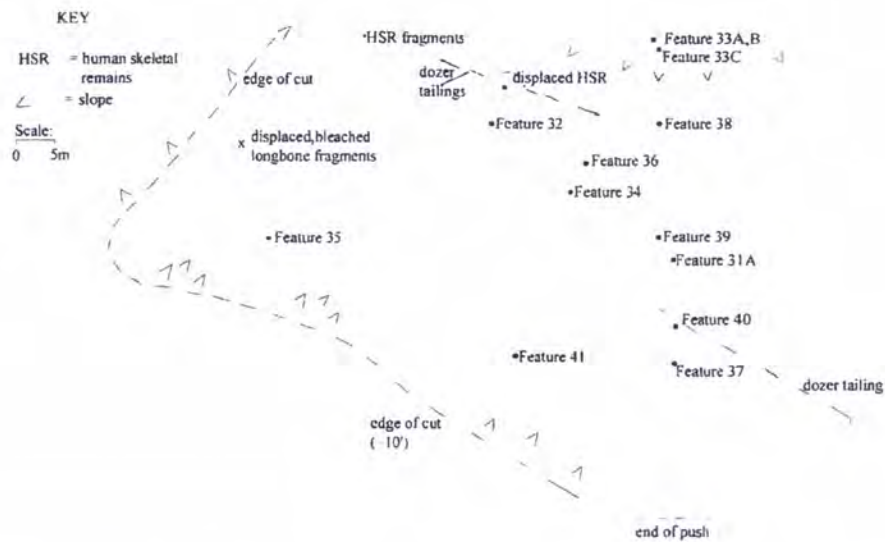 KEY
HSR = human skeletal
remains
∠ = slope
Scale:
0 5m
edge of cut
HSR fragments
dozer
tailings
displaced HSR
Feature 33A,B
Feature 33C
x displaced,bleached
longbone fragments
Feature 32
Feature 38
Feature 36
Feature 34
Feature 35
Feature 39
Feature 31A
Feature 40
Feature 41
Feature 37
dozer tailing
edge of cut
(~10')
end of push